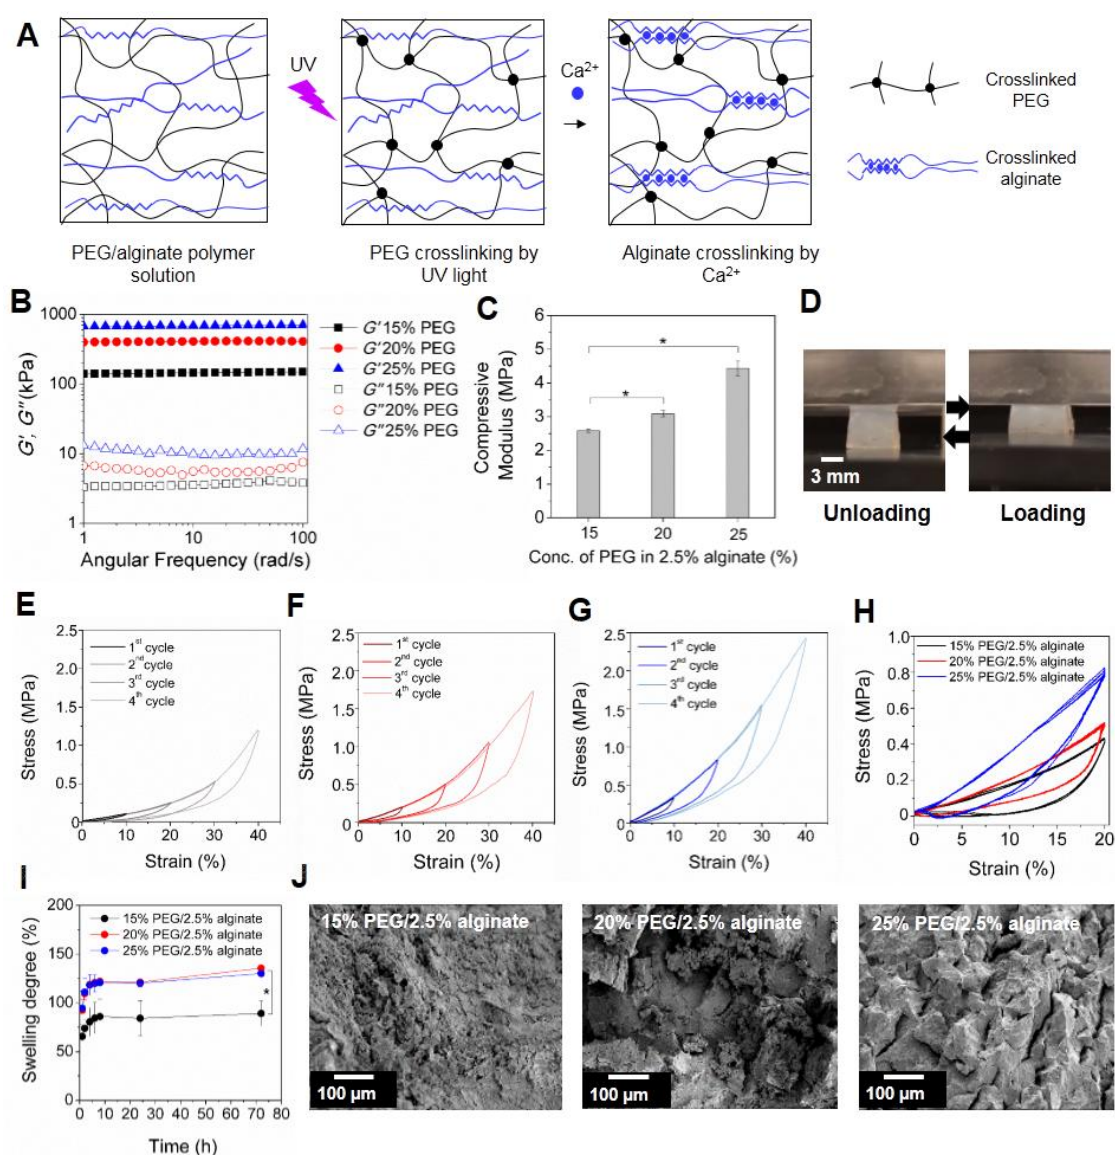 A
UV
Ca2+
Crosslinked
PEG
Crosslinked
alginate
PEG/alginate polymer
solution
PEG crosslinking by
UV light
Alginate crosslinking by
Ca2+
B
1000
100
10
1
G', G" (kPa)
1
10
100
Angular Frequency (rad/s)
G' 15% PEG
G' 20% PEG
G' 25% PEG
G" 15% PEG
G" 20% PEG
G" 25% PEG
C
6
5
4
3
2
1
0
Compressive
Modulus (MPa)
*
*
15
20
25
Conc. of PEG in 2.5% alginate (%)
D
3 mm
Unloading
Loading
E
2.5
2.0
1.5
1.0
0.5
0
Stress (MPa)
1st cycle
2nd cycle
3rd cycle
4th cycle
0 10 20 30 40
Strain (%)
F
2.5
2.0
1.5
1.0
0.5
0
Stress (MPa)
1st cycle
2nd cycle
3rd cycle
4th cycle
0 10 20 30 40
Strain (%)
G
2.5
2.0
1.5
1.0
0.5
0
Stress (MPa)
1st cycle
2nd cycle
3rd cycle
4th cycle
0 10 20 30 40
Strain (%)
H
1.0
0.8
0.6
0.4
0.2
0
Stress (MPa)
15% PEG/2.5% alginate
20% PEG/2.5% alginate
25% PEG/2.5% alginate
0 5 10 15 20
Strain (%)
I
200
150
100
50
0
Swelling degree (%)
15% PEG/2.5% alginate
20% PEG/2.5% alginate
25% PEG/2.5% alginate
*
0 10 20 30 40 50 60 70 80
Time (h)
J
15% PEG/2.5% alginate
100 µm
20% PEG/2.5% alginate
100 µm
25% PEG/2.5% alginate
100 µm